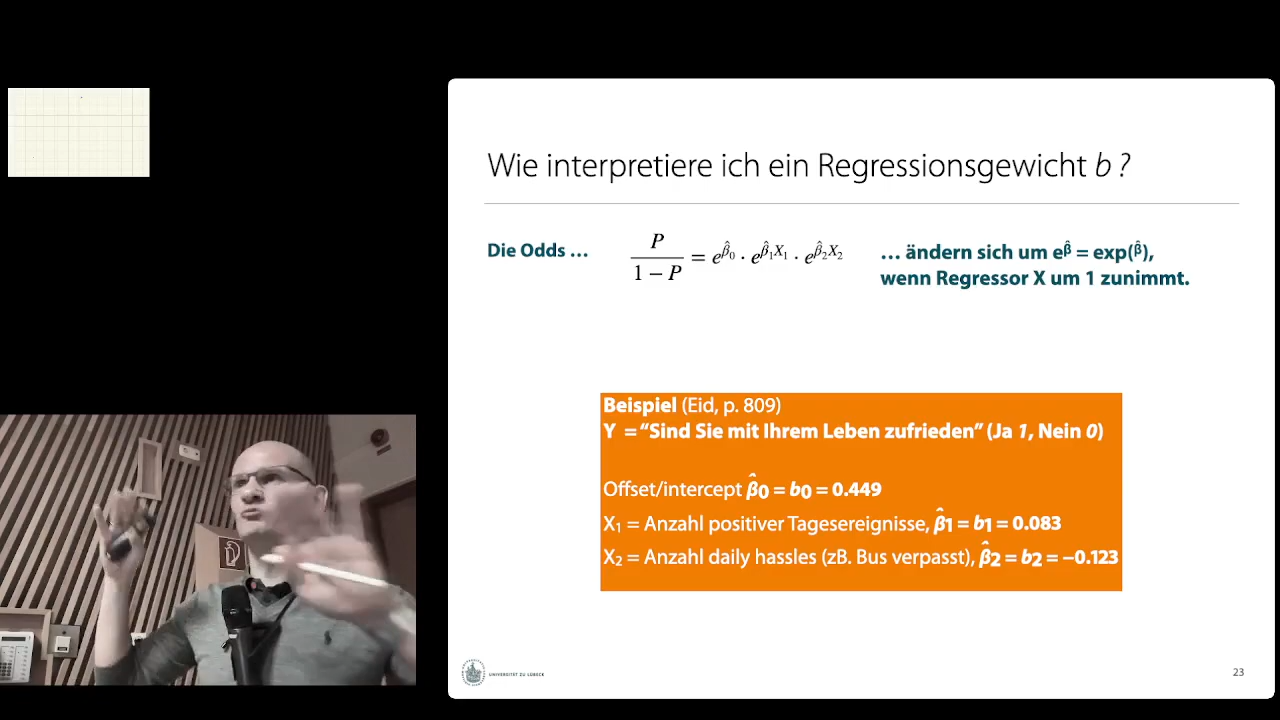 Wie interpretiere ich ein Regressionsgewicht b ?
Die Odds …
P / (1 − P) = e^β̂₀ · e^β̂₁X₁ · e^β̂₂X₂
… ändern sich um e^β̂ = exp(β̂),
wenn Regressor X um 1 zunimmt.
Beispiel (Eid, p. 809)
Y = “Sind Sie mit Ihrem Leben zufrieden” (Ja 1, Nein 0)
Offset/intercept β̂0 = b0 = 0.449
X₁ = Anzahl positiver Tagesereignisse, β̂1 = b1 = 0.083
X₂ = Anzahl daily hassles (zB. Bus verpasst), β̂2 = b2 = −0.123
UNIVERSITÄT ZU LÜBECK
23